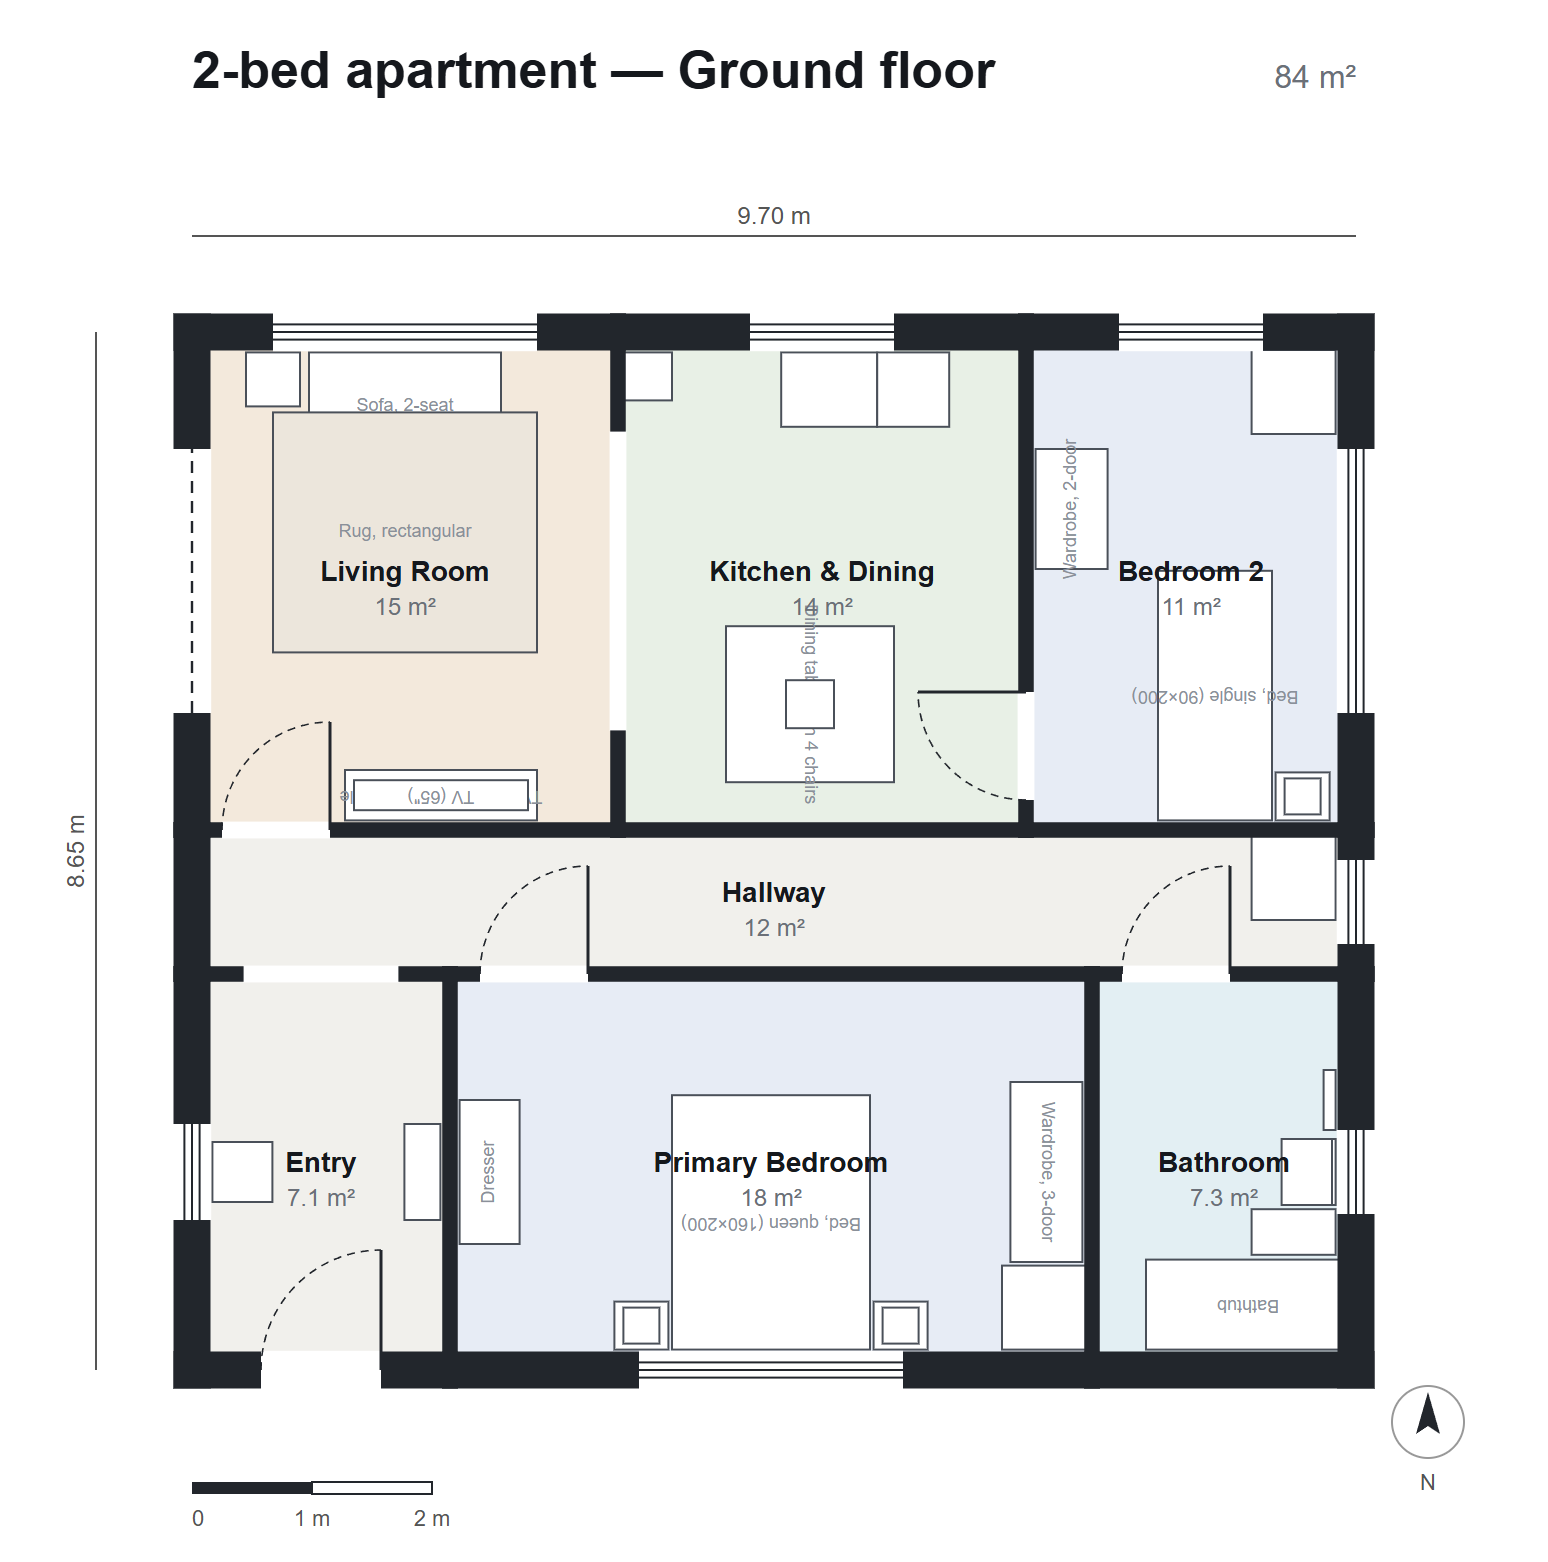 2-bed apartment — Ground floor
84 m²
9.70 m
8.65 m
Sofa, 2-seat
Rug, rectangular
Living Room
15 m²
TV (65")
Kitchen & Dining
14 m²
Dining 4 chairs
Wardrobe, 2-door
Bedroom 2
11 m²
Bed, single (90×200)
Hallway
12 m²
Entry
7.1 m²
Dresser
Primary Bedroom
18 m²
Bed, queen (160×200)
Wardrobe, 3-door
Bathroom
7.3 m²
Bathtub
0
1 m
2 m
N